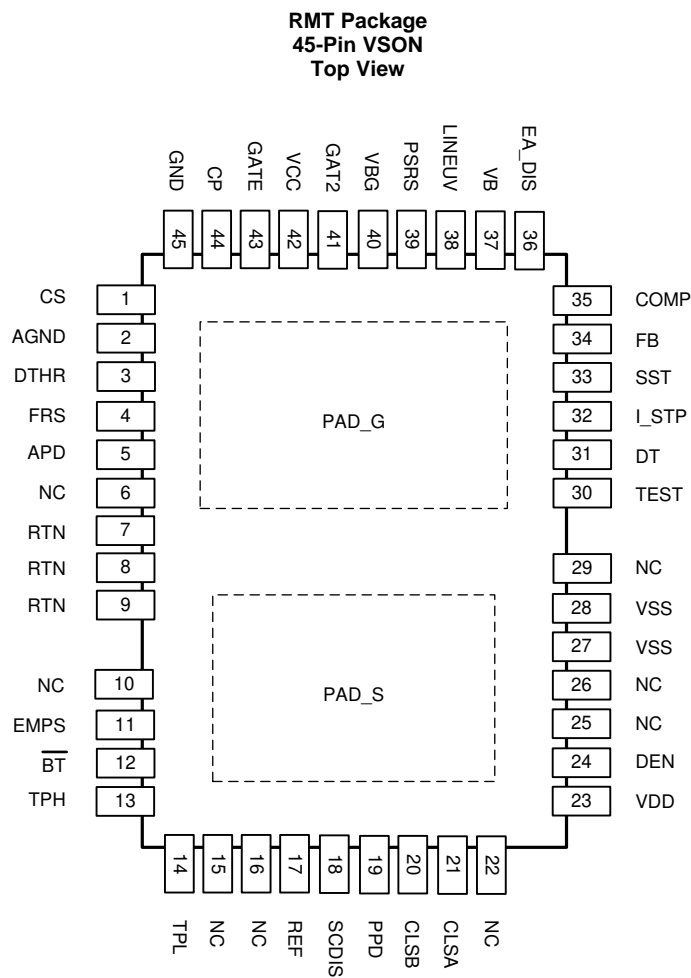 RMT Package
45-Pin VSON
Top View
GND CP GATE VCC GAT2 VBG PSRS LINEUV VB EA_DIS
45 44 43 42 41 40 39 38 37 36
CS 1 35 COMP
AGND 2 34 FB
DTHR 3 33 SST
FRS 4 PAD_G 32 I_STP
APD 5 31 DT
NC 6 30 TEST
RTN 7
RTN 8 29 NC
RTN 9 28 VSS
27 VSS
NC 10 PAD_S 26 NC
EMPS 11 25 NC
BT 12 24 DEN
TPH 13 23 VDD
14 15 16 17 18 19 20 21 22
TPL NC NC REF SCDIS PPD CLSB CLSA NC